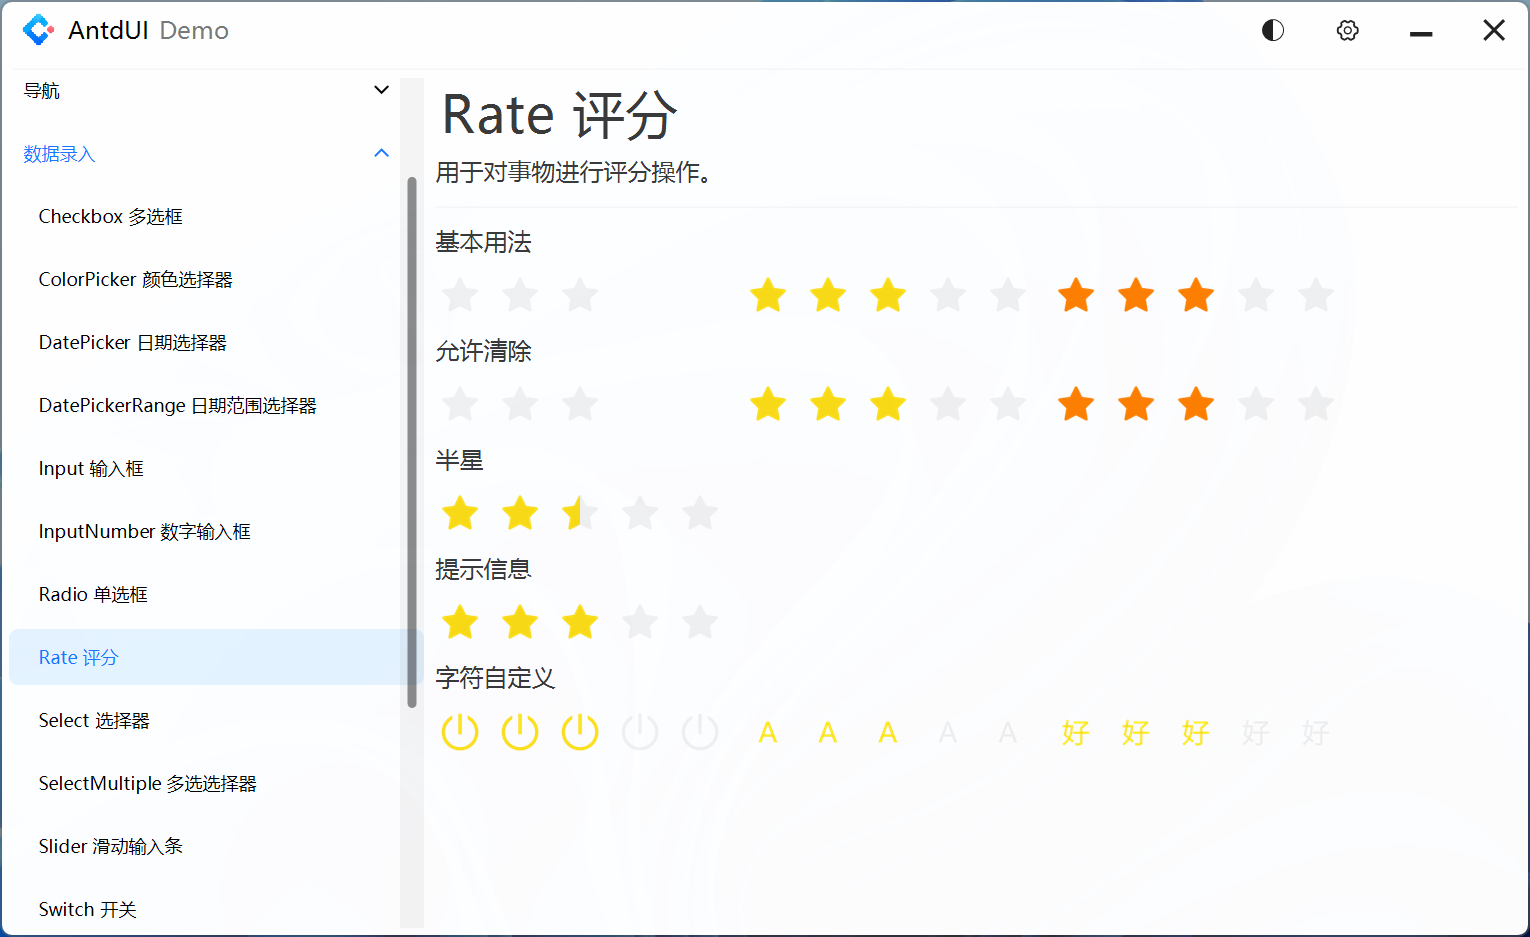 AntdUI Demo
导航
数据录入
Checkbox 多选框
ColorPicker 颜色选择器
DatePicker 日期选择器
DatePickerRange 日期范围选择器
Input 输入框
InputNumber 数字输入框
Radio 单选框
Rate 评分
Select 选择器
SelectMultiple 多选选择器
Slider 滑动输入条
Switch 开关
Rate 评分
用于对事物进行评分操作。
基本用法
允许清除
半星
提示信息
字符自定义
A A A A A 好 好 好 好 好